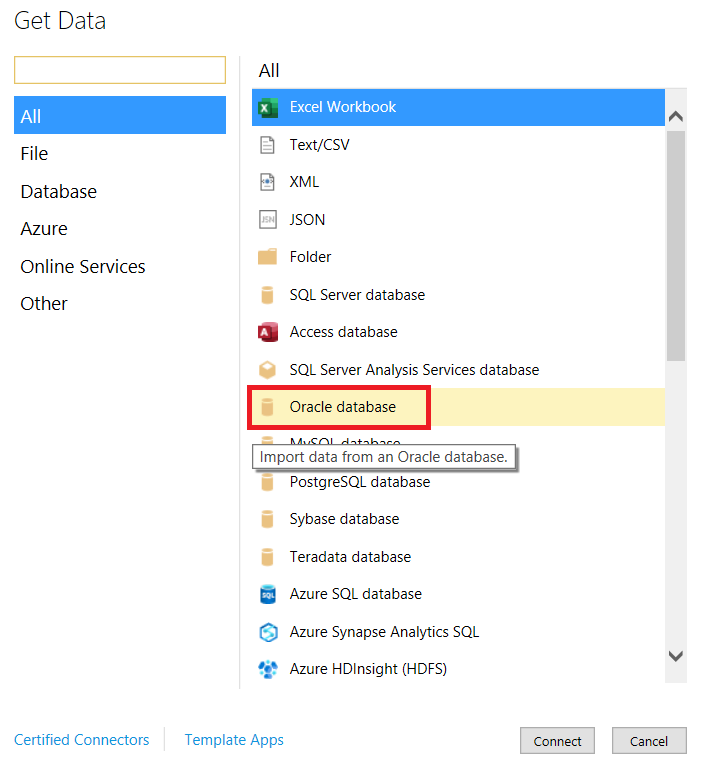 Get Data
All
File
Database
Azure
Online Services
Other
All
Excel Workbook
Text/CSV
XML
JSN
JSON
Folder
SQL Server database
A
Access database
SQL Server Analysis Services database
Oracle database
MySQL database
Import data from an Oracle database.
PostgreSQL database
Sybase database
Teradata database
SQL
Azure SQL database
Azure Synapse Analytics SQL
Azure HDInsight (HDFS)
Certified Connectors
Template Apps
Connect
Cancel